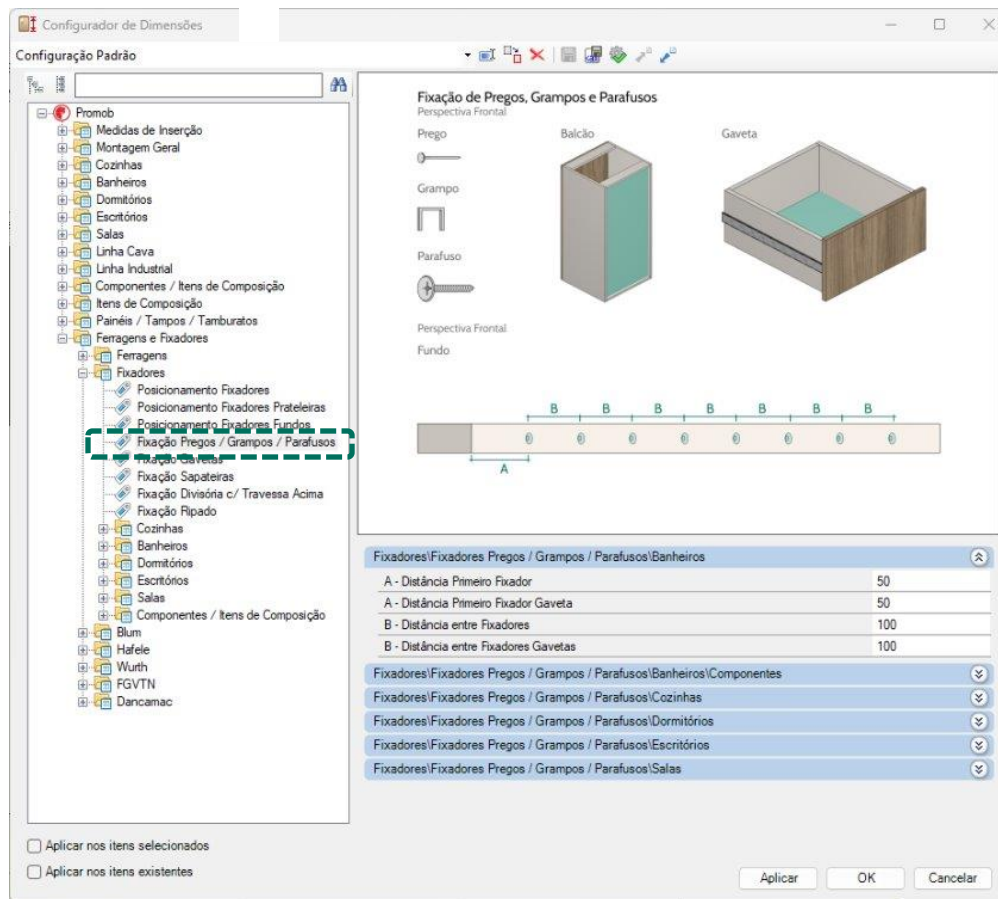 Configurador de Dimensões
Configuração Padrão
Promob
Medidas de Inserção
Montagem Geral
Cozinhas
Banheiros
Dormitórios
Escritórios
Salas
Linha Cava
Linha Industrial
Componentes / Itens de Composição
Itens de Composição
Painéis / Tampos / Tamburatos
Ferragens e Fixadores
Ferragens
Fixadores
Posicionamento Fixadores
Posicionamento Fixadores Prateleiras
Posicionamento Fixadores Fundos
Fixação Pregos / Grampos / Parafusos
Fixação Gavetas
Fixação Sapateiras
Fixação Divisória c/ Travessa Acima
Fixação Ripado
Cozinhas
Banheiros
Dormitórios
Escritórios
Salas
Componentes / Itens de Composição
Blum
Hafele
Wurth
FGVTN
Dancamac
Aplicar nos itens selecionados
Aplicar nos itens existentes
Fixação de Pregos, Grampos e Parafusos
Perspectiva Frontal
Prego Balcão Gaveta
Grampo
Parafuso
Perspectiva Frontal
Fundo
B B B B B B B
A
Fixadores\Fixadores Pregos / Grampos / Parafusos\Banheiros
A - Distância Primeiro Fixador 50
A - Distância Primeiro Fixador Gaveta 50
B - Distância entre Fixadores 100
B - Distância entre Fixadores Gavetas 100
Fixadores\Fixadores Pregos / Grampos / Parafusos\Banheiros\Componentes
Fixadores\Fixadores Pregos / Grampos / Parafusos\Cozinhas
Fixadores\Fixadores Pregos / Grampos / Parafusos\Dormitórios
Fixadores\Fixadores Pregos / Grampos / Parafusos\Escritórios
Fixadores\Fixadores Pregos / Grampos / Parafusos\Salas
Aplicar OK Cancelar